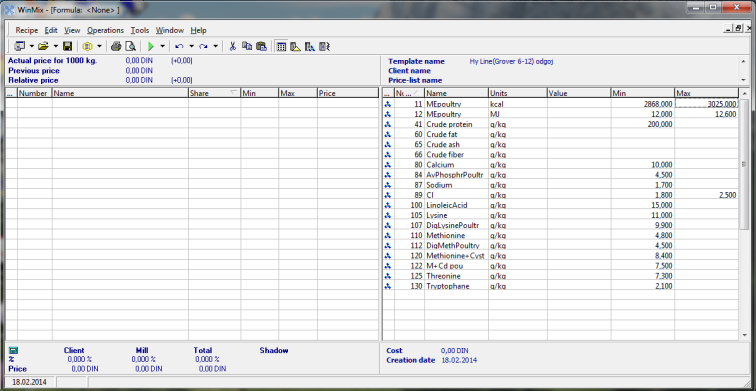 WinMix - [Formula: <None> ]
Recipe Edit View Operations Tools Window Help
Actual price for 1000 kg. 0,00 DIN (+0,00)
Previous price 0,00 DIN
Relative price 0,00 DIN (+0,00)
Template name My Line(Grover 6-12) odgoj
Client name
Price-list name
... Number Name Share Min Max Price
... Nu... Name Units Value Min Max
11 MEpoultry kcal 2868,000 3025,000
12 MEpoultry MJ 12,000 12,600
41 Crude protein g/kg 200,000
60 Crude fat g/kg
65 Crude ash g/kg
66 Crude fiber g/kg
80 Calcium g/kg 10,000
84 AvPhosphrPoultr g/kg 4,500
87 Sodium g/kg 1,700
89 Cl g/kg 1,800 2,500
100 LinoleicAcid g/kg 15,000
105 Lysine g/kg 11,000
107 DigLysinePoultr g/kg 9,900
110 Methionine g/kg 4,800
112 DigMethPoultry g/kg 4,500
120 Methionine+Cyst g/kg 8,400
122 M+Cd pou g/kg 7,500
125 Threonine g/kg 7,300
130 Tryptophane g/kg 2,100
Client Mill Total Shadow
% 0,000 % 0,000 % 0,000 %
Price 0,00 DIN 0,00 DIN 0,00 DIN
Cost 0,00 DIN
Creation date 18.02.2014
18.02.2014